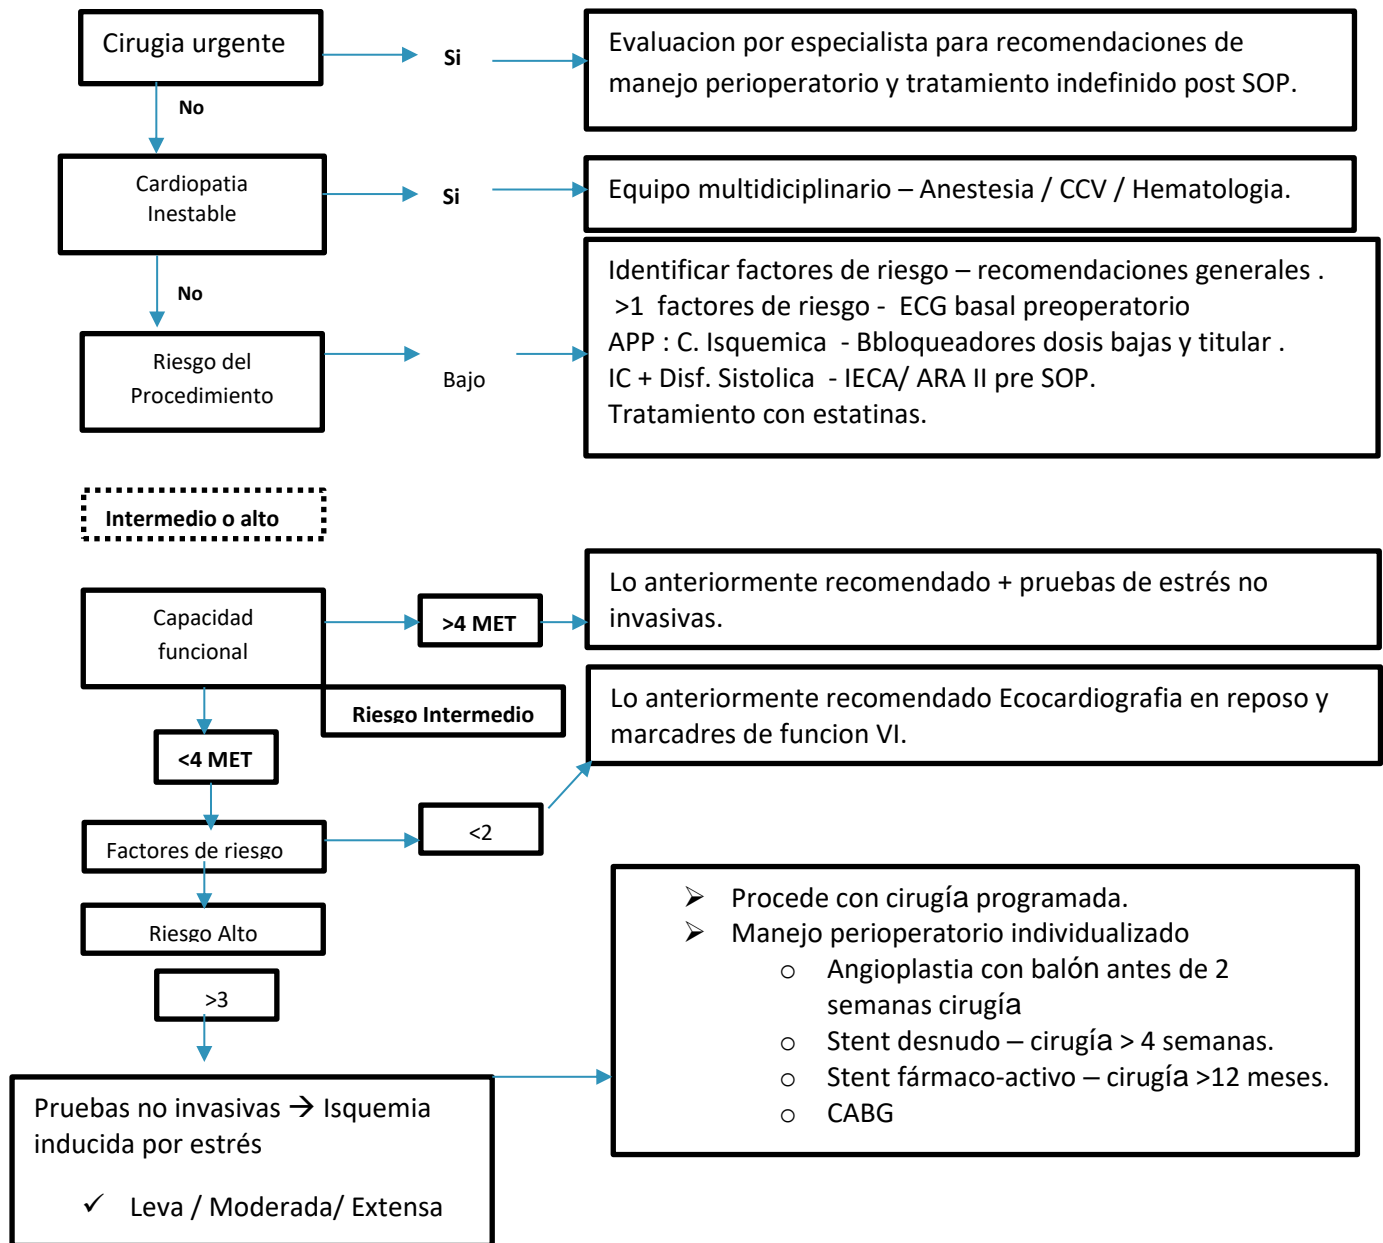 Cirugia urgente
Si
Evaluacion por especialista para recomendaciones de
manejo perioperatorio y tratamiento indefinido post SOP.
No
Cardiopatia
Inestable
Si
Equipo multidiciplinario – Anestesia / CCV / Hematologia.
No
Riesgo del
Procedimiento
Bajo
Identificar factores de riesgo – recomendaciones generales .
>1 factores de riesgo - ECG basal preoperatorio
APP : C. Isquemica - Bbloqueadores dosis bajas y titular .
IC + Disf. Sistolica - IECA/ ARA II pre SOP.
Tratamiento con estatinas.
Intermedio o alto
Capacidad
funcional
>4 MET
Lo anteriormente recomendado + pruebas de estrés no
invasivas.
Riesgo Intermedio
Lo anteriormente recomendado Ecocardiografia en reposo y
marcadres de funcion VI.
<4 MET
Factores de riesgo
<2
Riesgo Alto
>3
Pruebas no invasivas → Isquemia
inducida por estrés
✓ Leva / Moderada/ Extensa
➢ Procede con cirugía programada.
➢ Manejo perioperatorio individualizado
o Angioplastia con balón antes de 2
semanas cirugía
o Stent desnudo – cirugía > 4 semanas.
o Stent fármaco-activo – cirugía >12 meses.
o CABG